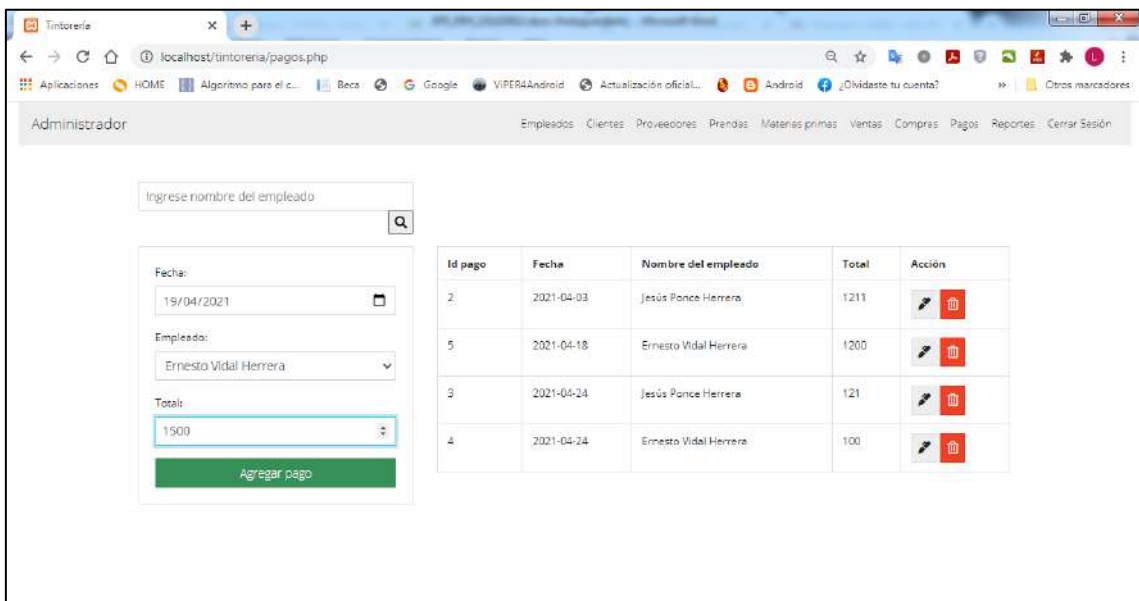 Tintorería
localhost/tintoreria/pagos.php
Aplicaciones HOME Algoritmo para el c... Beca Google ViPER4Android Actualización oficial... Android ¿Olvidaste tu cuenta? » Otros marcadores
Administrador Empleados Clientes Proveedores Prendas Materias primas Ventas Compras Pagos Reportes Cerrar Sesión
Ingrese nombre del empleado
Fecha:
19/04/2021
Empleado:
Ernesto Vidal Herrera
Total:
1500
Agregar pago
Id pago Fecha Nombre del empleado Total Acción
2 2021-04-03 Jesús Ponce Herrera 1211
5 2021-04-18 Ernesto Vidal Herrera 1200
3 2021-04-24 Jesús Ponce Herrera 121
4 2021-04-24 Ernesto Vidal Herrera 100